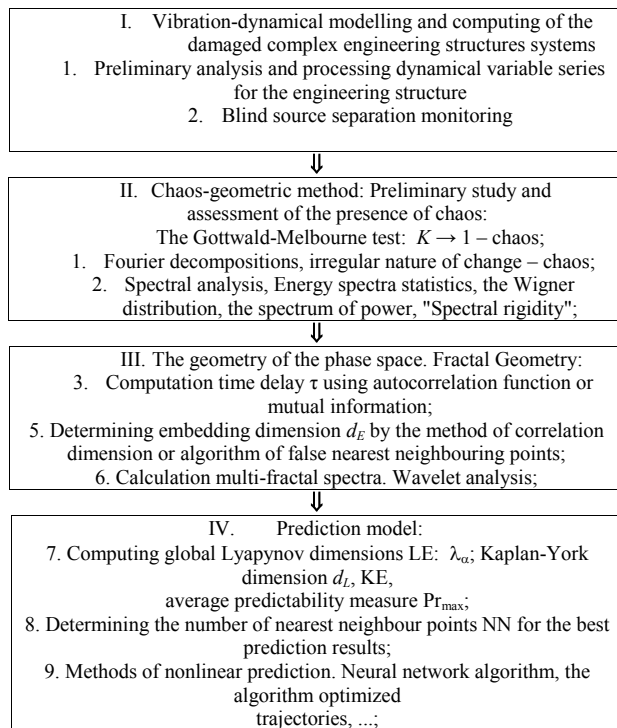 I. Vibration-dynamical modelling and computing of the
damaged complex engineering structures systems
1. Preliminary analysis and processing dynamical variable series
for the engineering structure
2. Blind source separation monitoring
⇓
II. Chaos-geometric method: Preliminary study and
assessment of the presence of chaos:
The Gottwald-Melbourne test: K → 1 – chaos;
1. Fourier decompositions, irregular nature of change – chaos;
2. Spectral analysis, Energy spectra statistics, the Wigner
distribution, the spectrum of power, "Spectral rigidity";
⇓
III. The geometry of the phase space. Fractal Geometry:
3. Computation time delay τ using autocorrelation function or
mutual information;
5. Determining embedding dimension dE by the method of correlation
dimension or algorithm of false nearest neighbouring points;
6. Calculation multi-fractal spectra. Wavelet analysis;
⇓
IV. Prediction model:
7. Computing global Lyapynov dimensions LE: λα; Kaplan-York
dimension dL, KE,
average predictability measure Prmax;
8. Determining the number of nearest neighbour points NN for the best
prediction results;
9. Methods of nonlinear prediction. Neural network algorithm, the
algorithm optimized
trajectories, ...;